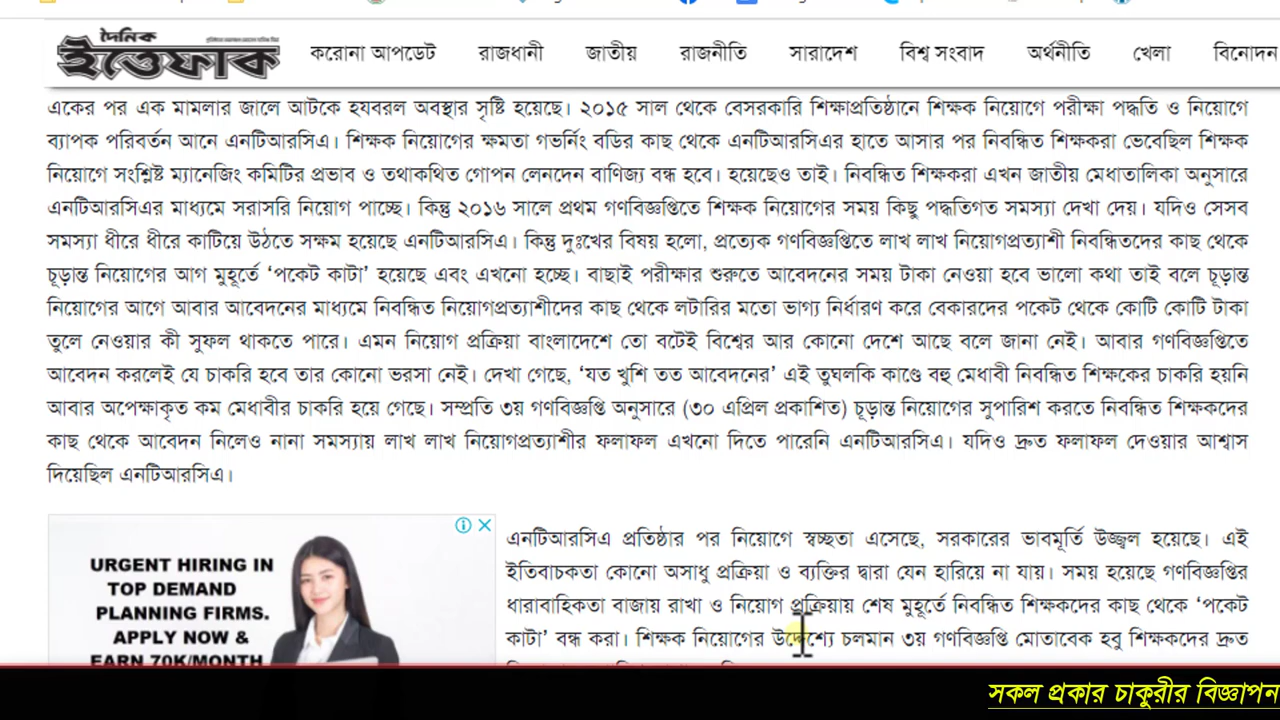 দৈনিক
ইত্তেফাক
করোনা আপডেট রাজধানী জাতীয় রাজনীতি সারাদেশ বিশ্ব সংবাদ অর্থনীতি খেলা বিনোদন
একের পর এক মামলার জালে আটকে হযবরল অবস্থার সৃষ্টি হয়েছে। ২০১৫ সাল থেকে বেসরকারি শিক্ষাপ্রতিষ্ঠানে শিক্ষক নিয়োগে পরীক্ষা পদ্ধতি ও নিয়োগে
ব্যাপক পরিবর্তন আনে এনটিআরসিএ। শিক্ষক নিয়োগের ক্ষমতা গভর্নিং বডির কাছ থেকে এনটিআরসিএর হাতে আসার পর নিবন্ধিত শিক্ষকরা ভেবেছিল শিক্ষক
নিয়োগে সংশ্লিষ্ট ম্যানেজিং কমিটির প্রভাব ও তথাকথিত গোপন লেনদেন বাণিজ্য বন্ধ হবে। হয়েছেও তাই। নিবন্ধিত শিক্ষকরা এখন জাতীয় মেধাতালিকা অনুসারে
এনটিআরসিএর মাধ্যমে সরাসরি নিয়োগ পাচ্ছে। কিন্তু ২০১৬ সালে প্রথম গণবিজ্ঞপ্তিতে শিক্ষক নিয়োগের সময় কিছু পদ্ধতিগত সমস্যা দেখা দেয়। যদিও সেসব
সমস্যা ধীরে ধীরে কাটিয়ে উঠতে সক্ষম হয়েছে এনটিআরসিএ। কিন্তু দুঃখের বিষয় হলো, প্রত্যেক গণবিজ্ঞপ্তিতে লাখ লাখ নিয়োগপ্রত্যাশী নিবন্ধিতদের কাছ থেকে
চূড়ান্ত নিয়োগের আগ মুহূর্তে ‘পকেট কাটা’ হয়েছে এবং এখনো হচ্ছে। বাছাই পরীক্ষার শুরুতে আবেদনের সময় টাকা নেওয়া হবে ভালো কথা তাই বলে চূড়ান্ত
নিয়োগের আগে আবার আবেদনের মাধ্যমে নিবন্ধিত নিয়োগপ্রত্যাশীদের কাছ থেকে লটারির মতো ভাগ্য নির্ধারণ করে বেকারদের পকেট থেকে কোটি কোটি টাকা
তুলে নেওয়ার কী সুফল থাকতে পারে। এমন নিয়োগ প্রক্রিয়া বাংলাদেশে তো বটেই বিশ্বের আর কোনো দেশে আছে বলে জানা নেই। আবার গণবিজ্ঞপ্তিতে
আবেদন করলেই যে চাকরি হবে তার কোনো ভরসা নেই। দেখা গেছে, ‘যত খুশি তত আবেদনের’ এই তুঘলকি কাণ্ডে বহু মেধাবী নিবন্ধিত শিক্ষকের চাকরি হয়নি
আবার অপেক্ষাকৃত কম মেধাবীর চাকরি হয়ে গেছে। সম্প্রতি ৩য় গণবিজ্ঞপ্তি অনুসারে (৩০ এপ্রিল প্রকাশিত) চূড়ান্ত নিয়োগের সুপারিশ করতে নিবন্ধিত শিক্ষকদের
কাছ থেকে আবেদন নিলেও নানা সমস্যায় লাখ লাখ নিয়োগপ্রত্যাশীর ফলাফল এখনো দিতে পারেনি এনটিআরসিএ। যদিও দ্রুত ফলাফল দেওয়ার আশ্বাস
দিয়েছিল এনটিআরসিএ।
URGENT HIRING IN
TOP DEMAND
PLANNING FIRMS.
APPLY NOW &
EARN 70K/MONTH
এনটিআরসিএ প্রতিষ্ঠার পর নিয়োগে স্বচ্ছতা এসেছে, সরকারের ভাবমূর্তি উজ্জ্বল হয়েছে। এই
ইতিবাচকতা কোনো অসাধু প্রক্রিয়া ও ব্যক্তির দ্বারা যেন হারিয়ে না যায়। সময় হয়েছে গণবিজ্ঞপ্তির
ধারাবাহিকতা বাজায় রাখা ও নিয়োগ প্রক্রিয়ায় শেষ মুহূর্তে নিবন্ধিত শিক্ষকদের কাছ থেকে ‘পকেট
কাটা’ বন্ধ করা। শিক্ষক নিয়োগের উদ্দেশ্যে চলমান ৩য় গণবিজ্ঞপ্তি মোতাবেক হবু শিক্ষকদের দ্রুত
সকল প্রকার চাকুরীর বিজ্ঞাপন